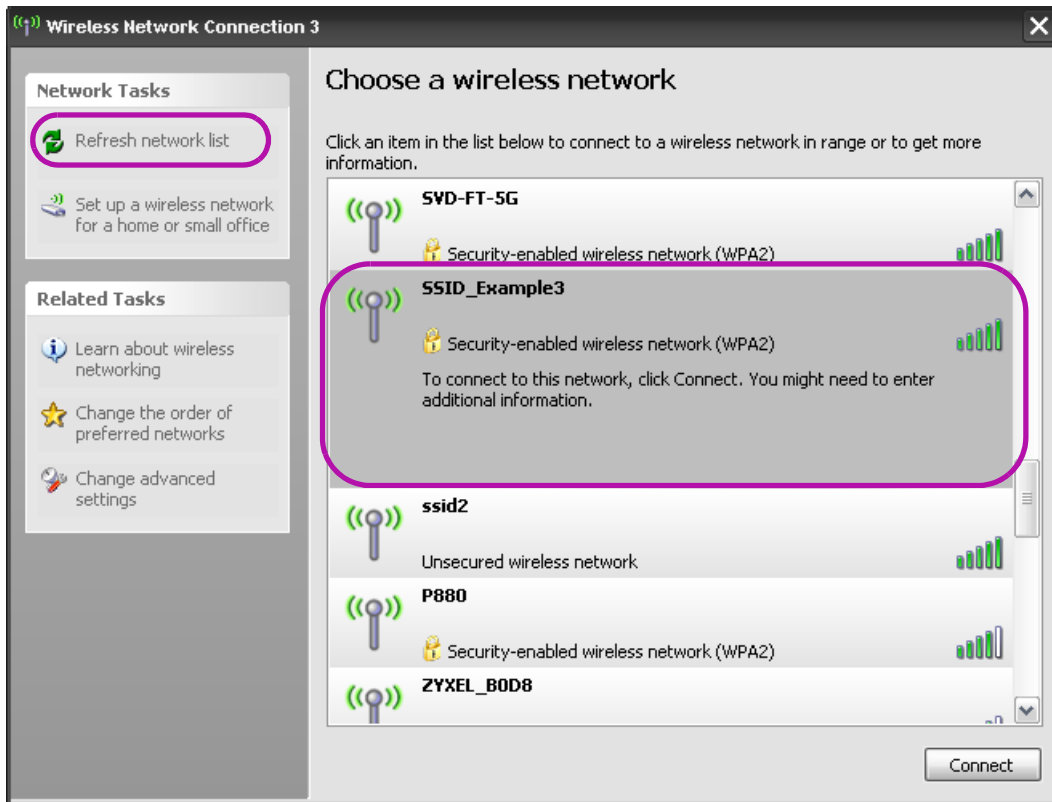 Wireless Network Connection 3
Network Tasks
Refresh network list
Set up a wireless network
for a home or small office
Related Tasks
Learn about wireless
networking
Change the order of
preferred networks
Change advanced
settings
Choose a wireless network
Click an item in the list below to connect to a wireless network in range or to get more
information.
SVD-FT-5G
Security-enabled wireless network (WPA2)
SSID_Example3
Security-enabled wireless network (WPA2)
To connect to this network, click Connect. You might need to enter
additional information.
ssid2
Unsecured wireless network
P880
Security-enabled wireless network (WPA2)
ZYXEL_B0D8
Connect